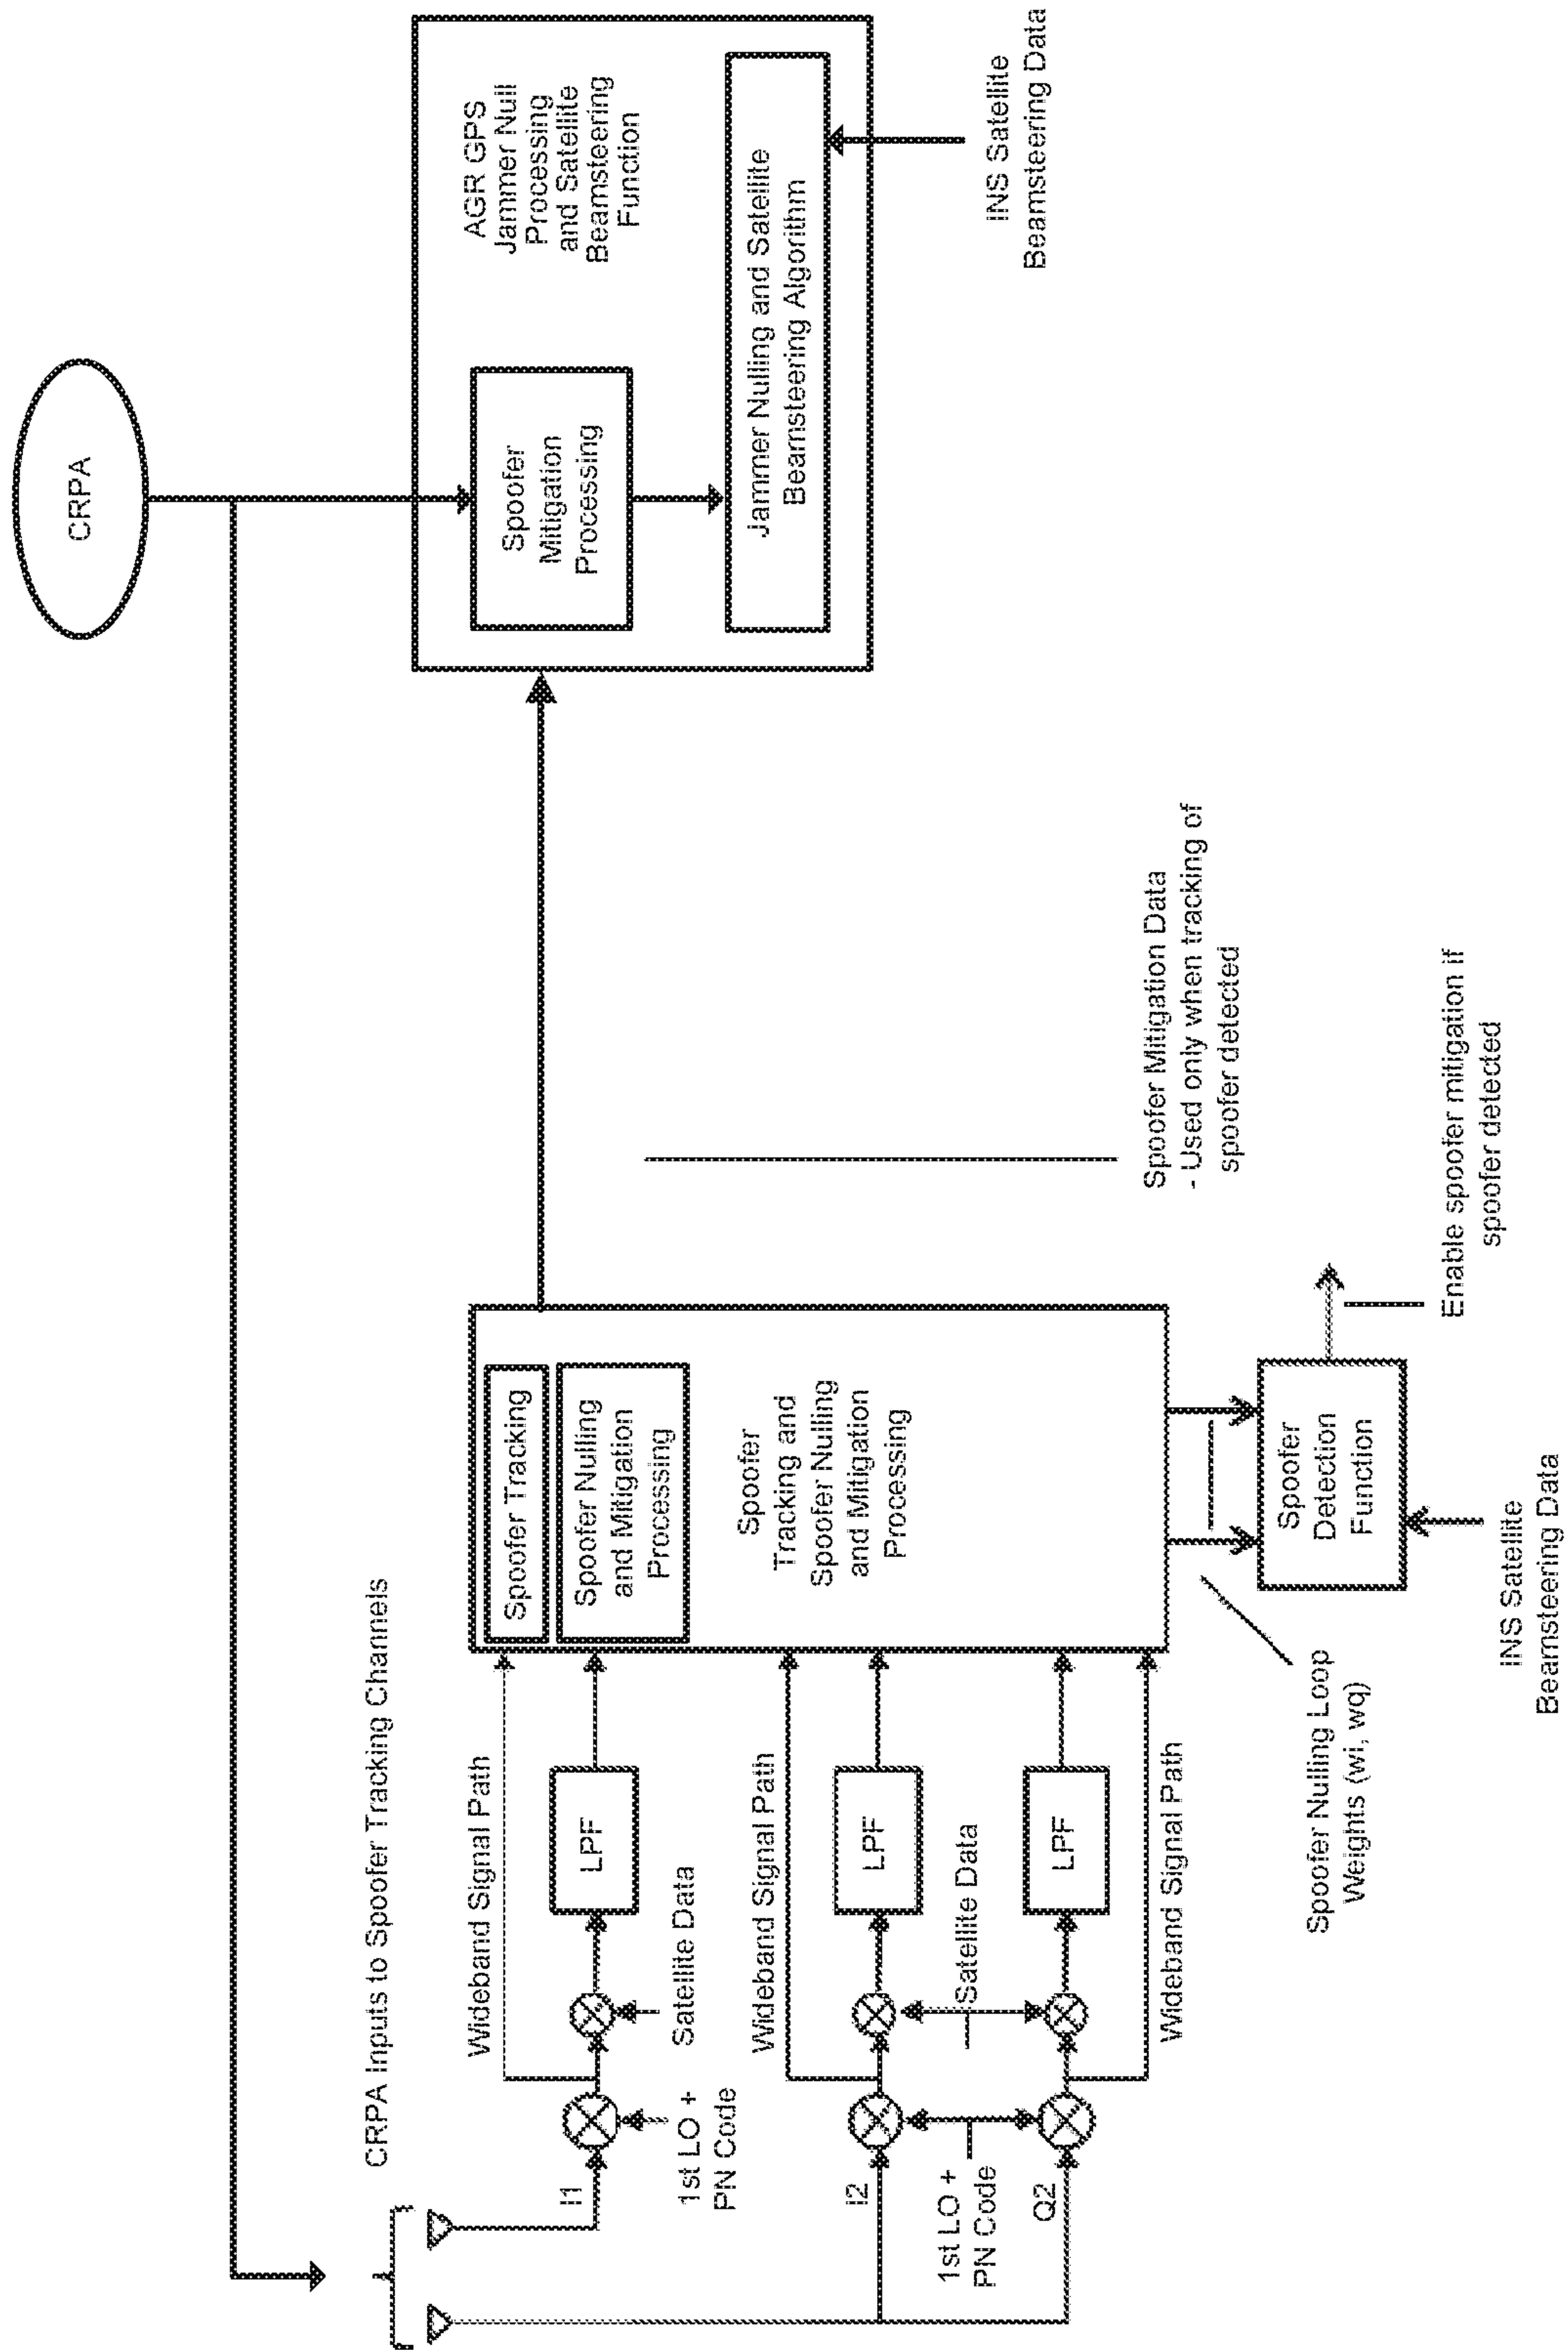 CRPA
AGR GPS
Jammer Null
Processing
and Satellite
Beamsteering
Function
Spoofer
Mitigation
Processing
Jammer Nulling and Satellite
Beamsteering Algorithm
INS Satellite
Beamsteering Data
CRPA Inputs to Spoofer Tracking Channels
I1
1st LO +
PN Code
Wideband Signal Path
Satellite Data
LPF
I2
1st LO +
PN Code
Q2
Wideband Signal Path
LPF
Satellite Data
LPF
Wideband Signal Path
Spoofer Tracking
Spoofer Nulling
and Mitigation
Processing
Spoofer
Tracking and
Spoofer Nulling
and Mitigation
Processing
Spoofer Mitigation Data
- Used only when tracking of
spoofer detected
Spoofer Nulling Loop
Weights (wi, wq)
Spoofer
Detection
Function
Enable spoofer mitigation if
spoofer detected
INS Satellite
Beamsteering Data